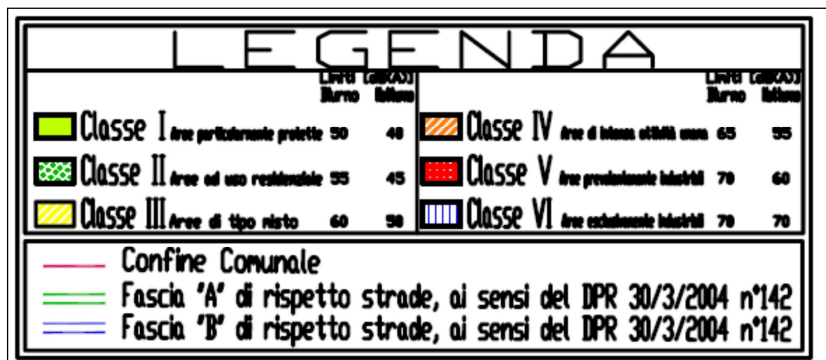 LEGENDA
Limiti [dB(A)]
Diurno Notturno
Classe I Aree particolarmente protette 50 40
Classe II Aree ad uso residenziale 55 45
Classe III Aree di tipo misto 60 50
Limiti [dB(A)]
Diurno Notturno
Classe IV Aree di intensa attività umana 65 55
Classe V Aree prevalentemente industriali 70 60
Classe VI Aree esclusivamente industriali 70 70
Confine Comunale
Fascia "A" di rispetto strade, ai sensi del DPR 30/3/2004 n°142
Fascia "B" di rispetto strade, ai sensi del DPR 30/3/2004 n°142